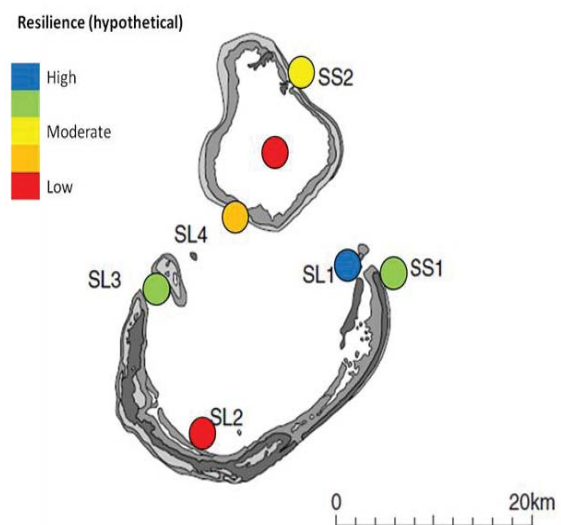 Resilience (hypothetical)
High
Moderate
Low
SS2
SL4
SL3
SL1
SS1
SL2
0 20km